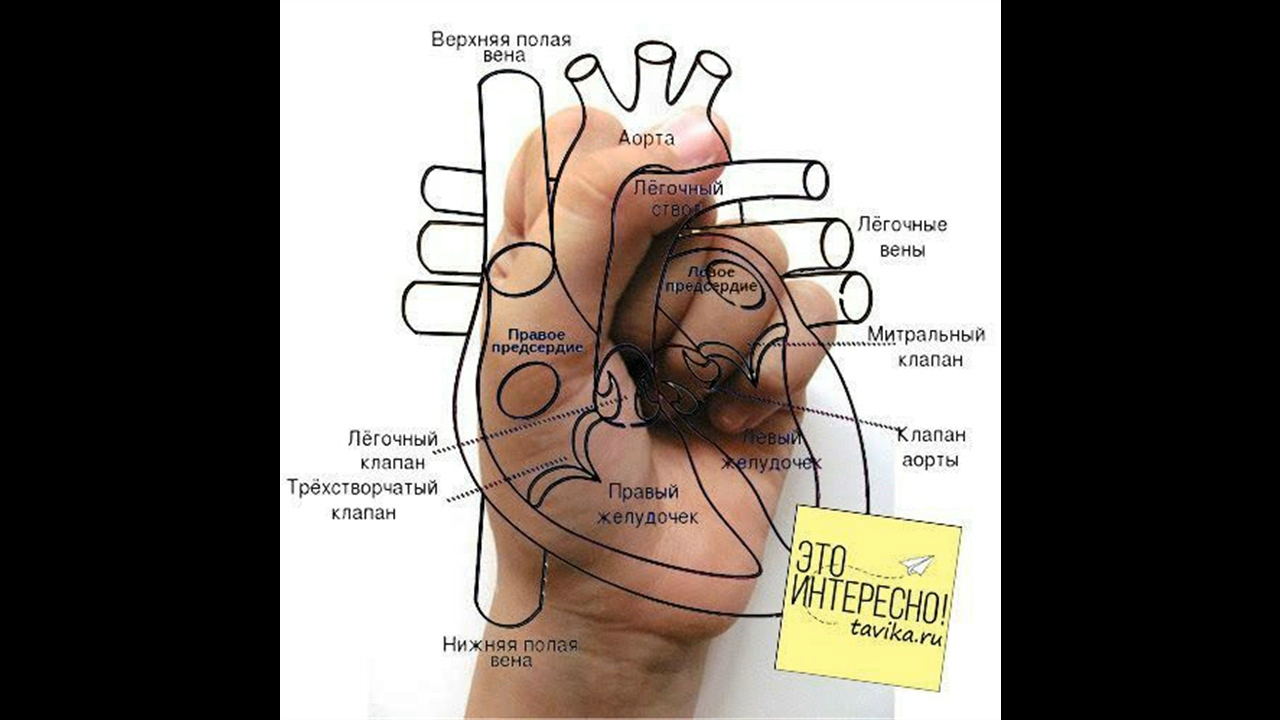 Верхняя полая
вена
Аорта
Лёгочный
ствол
Лёгочные
вены
Левое
предсердие
Правое
предсердие
Митральный
клапан
Лёгочный
клапан
Клапан
аорты
Левый
желудочек
Трёхстворчатый
клапан
Правый
желудочек
ЭТО
ИНТЕРЕСНО!
tavika.ru
Нижняя полая
вена